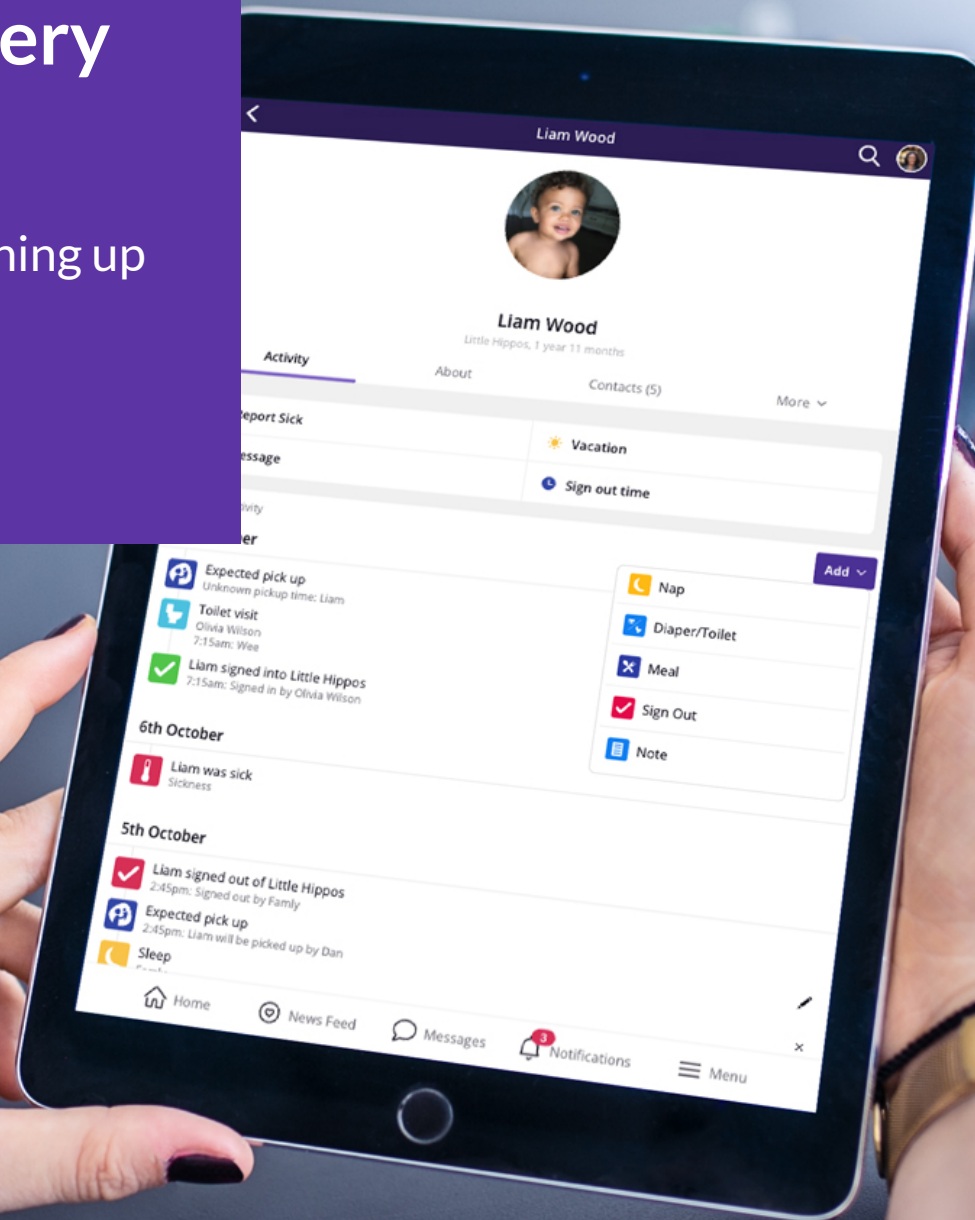 ery
ning up
Liam Wood
Liam Wood
Little Hippos, 1 year 11 months
Activity
About
Contacts (5)
More
eport Sick
Vacation
essage
Sign out time
ivity
er
Add
Expected pick up
Unknown pickup time: Liam
Toilet visit
Olivia Wilson
7:15am: Wee
Liam signed into Little Hippos
7:15am: Signed in by Olivia Wilson
Nap
Diaper/Toilet
Meal
Sign Out
Note
6th October
Liam was sick
Sickness
5th October
Liam signed out of Little Hippos
2:45pm: Signed out by Famly
Expected pick up
2:45pm: Liam will be picked up by Dan
Sleep
Home
News Feed
Messages
3
Notifications
Menu